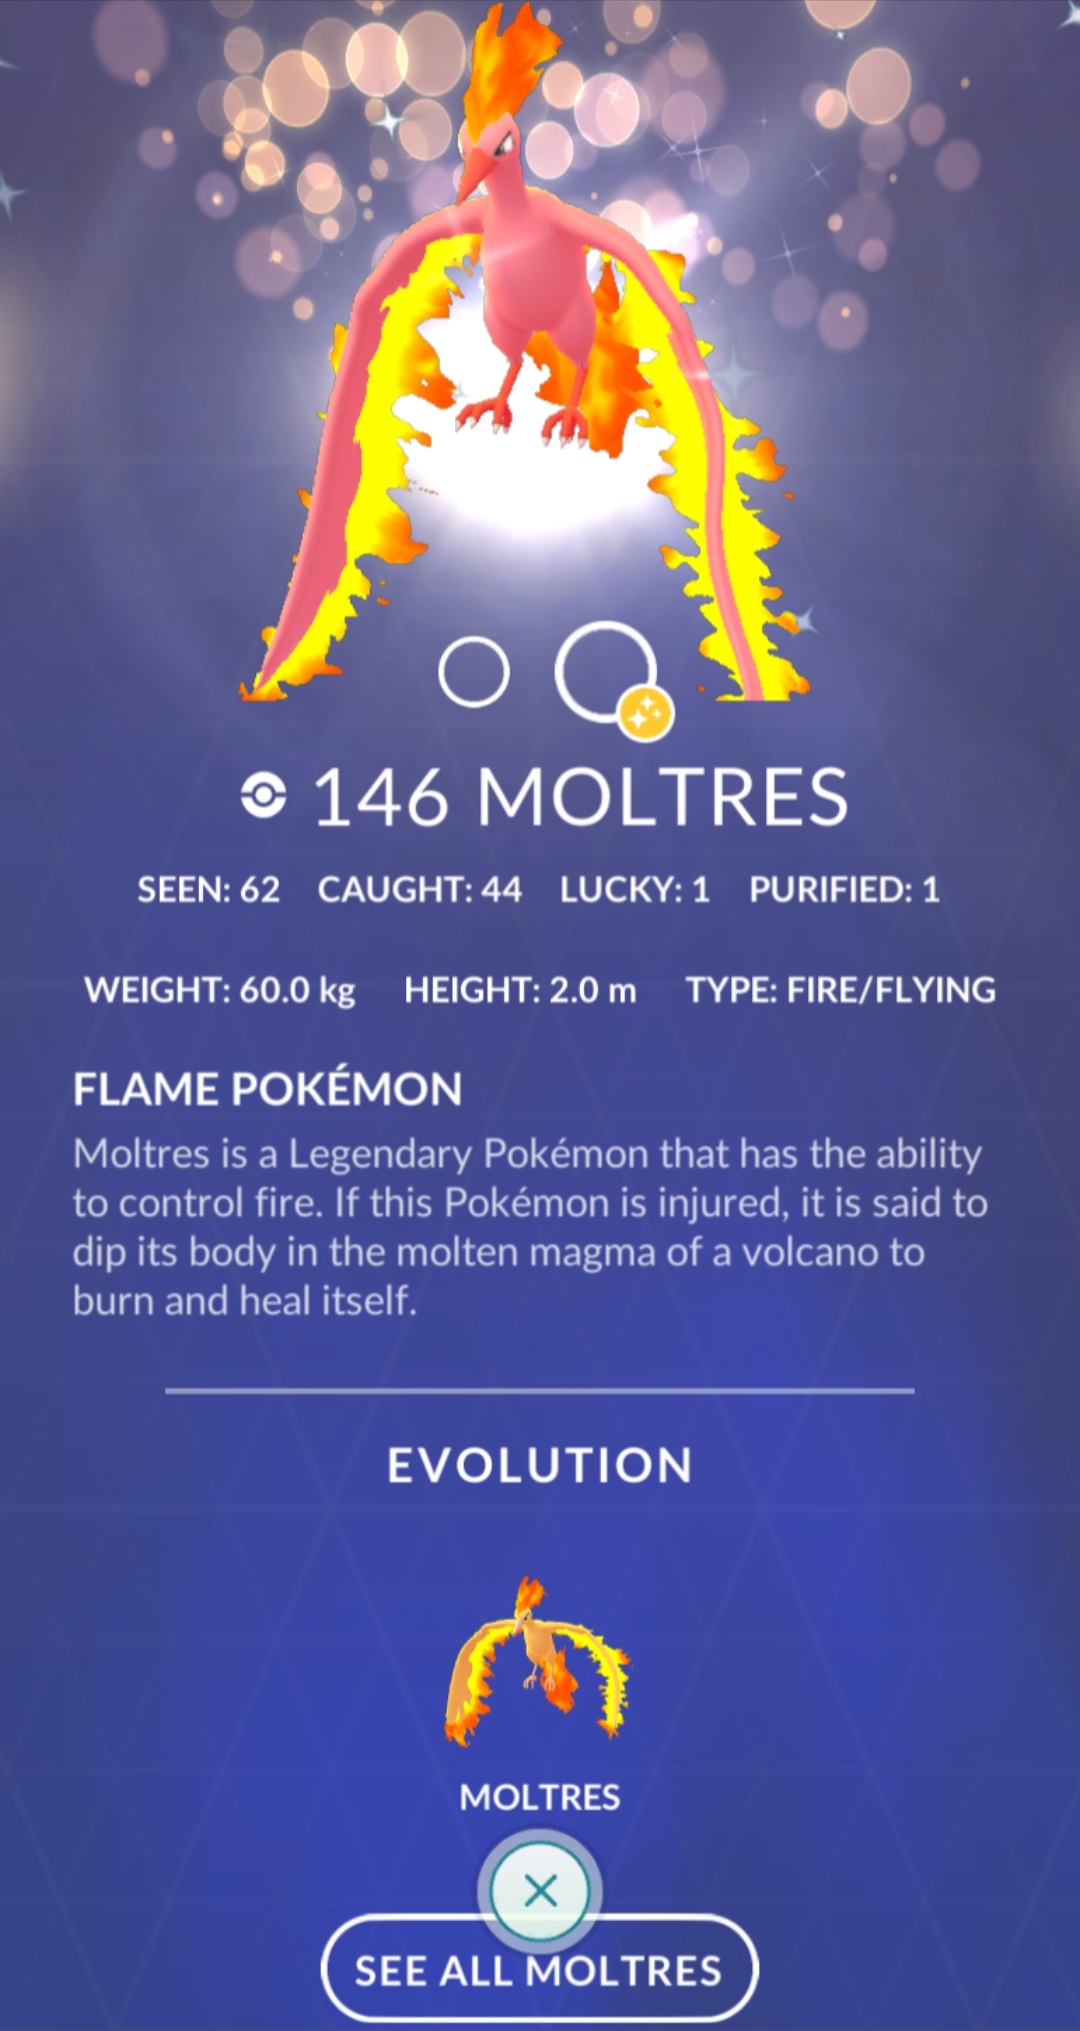 146 MOLTRES
SEEN: 62 CAUGHT: 44 LUCKY: 1 PURIFIED: 1
WEIGHT: 60.0 kg HEIGHT: 2.0 m TYPE: FIRE/FLYING
FLAME POKÉMON
Moltres is a Legendary Pokémon that has the ability
to control fire. If this Pokémon is injured, it is said to
dip its body in the molten magma of a volcano to
burn and heal itself.
EVOLUTION
MOLTRES
SEE ALL MOLTRES